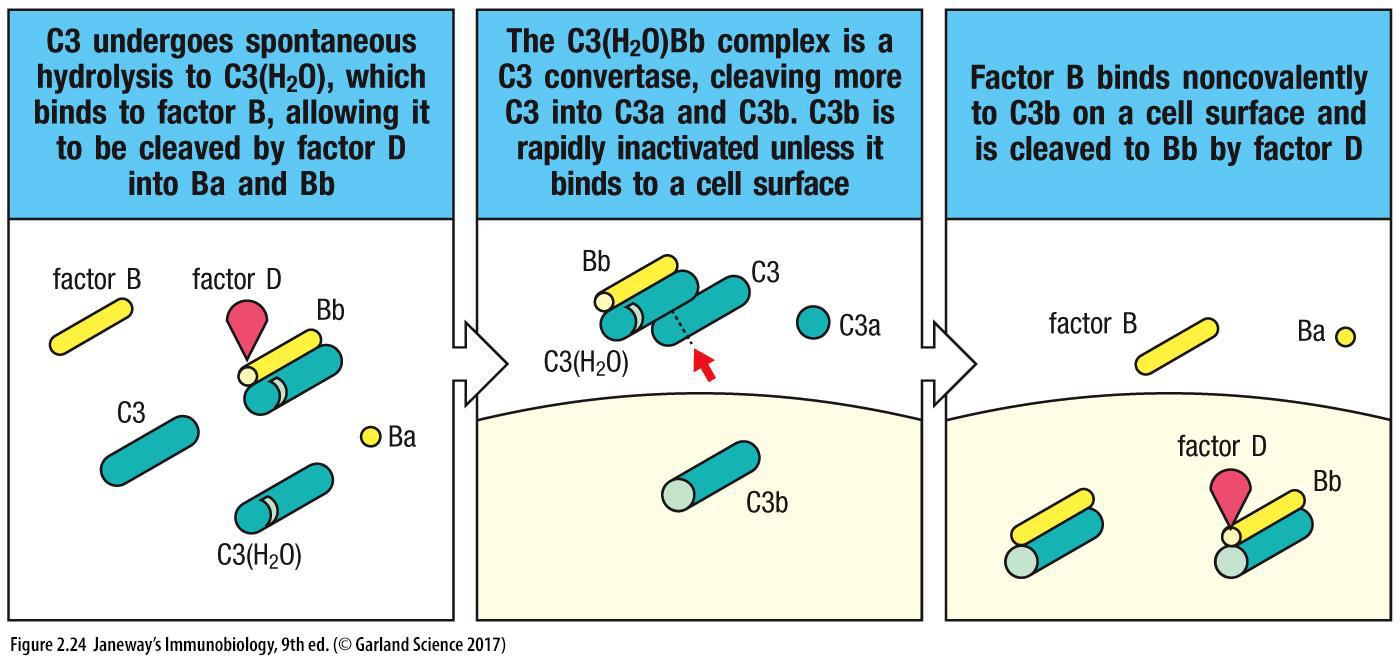 C3 undergoes spontaneous
hydrolysis to C3(H₂O), which
binds to factor B, allowing it
to be cleaved by factor D
into Ba and Bb
factor B
factor D
Bb
C3
Ba
C3(H₂O)
The C3(H₂O)Bb complex is a
C3 convertase, cleaving more
C3 into C3a and C3b. C3b is
rapidly inactivated unless it
binds to a cell surface
Bb
C3
C3a
C3(H₂O)
C3b
Factor B binds noncovalently
to C3b on a cell surface and
is cleaved to Bb by factor D
factor B
Ba
factor D
Bb
Figure 2.24 Janeway’s Immunobiology, 9th ed. (© Garland Science 2017)